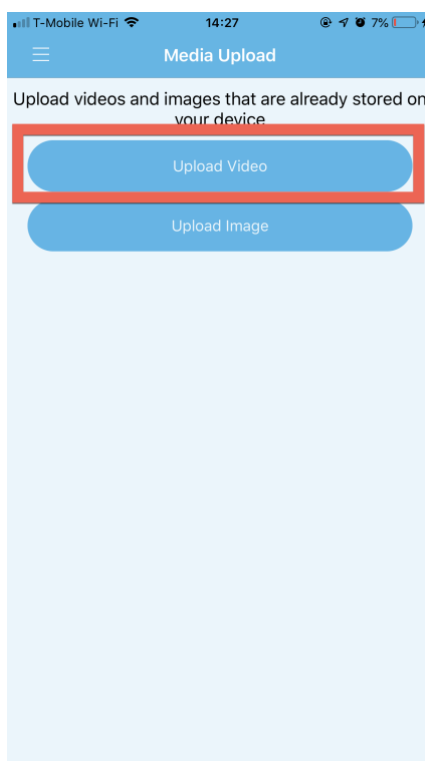 T-Mobile Wi-Fi 14:27 7%
Media Upload
Upload videos and images that are already stored on
your device
Upload Video
Upload Image